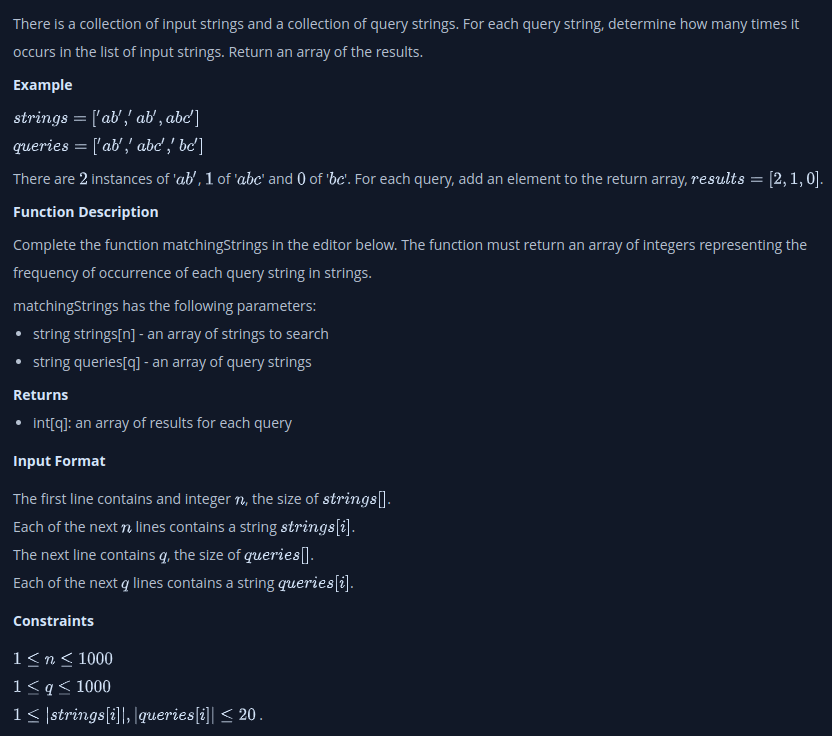 There is a collection of input strings and a collection of query strings. For each query string, determine how many times it
occurs in the list of input strings. Return an array of the results.
Example
strings = ['ab',' ab', abc']
queries = ['ab',' abc',' bc']
There are 2 instances of 'ab', 1 of 'abc' and 0 of 'bc'. For each query, add an element to the return array, results = [2, 1, 0].
Function Description
Complete the function matchingStrings in the editor below. The function must return an array of integers representing the
frequency of occurrence of each query string in strings.
matchingStrings has the following parameters:
• string strings[n] - an array of strings to search
• string queries[q] - an array of query strings
Returns
• int[q]: an array of results for each query
Input Format
The first line contains and integer n, the size of strings[].
Each of the next n lines contains a string strings[i].
The next line contains q, the size of queries[].
Each of the next q lines contains a string queries[i].
Constraints
1 ≤ n ≤ 1000
1 ≤ q ≤ 1000
1 ≤ |strings[i]|, |queries[i]| ≤ 20 .